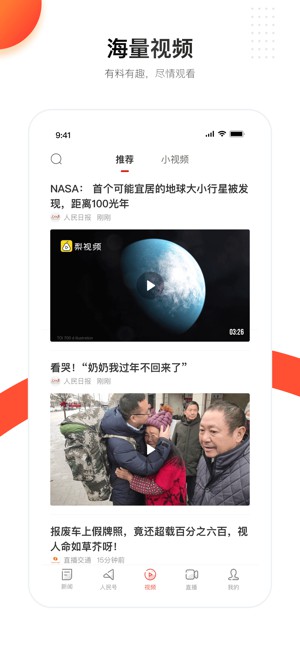 海量视频
有料有趣，尽情观看
9:41
推荐 小视频
NASA： 首个可能宜居的地球大小行星被发
现，距离100光年
人民日报 刚刚
梨视频
03:26
看哭！“奶奶我过年不回来了”
人民日报 刚刚
报废车上假牌照，竟还超载百分之六百，视
人命如草芥呀！
直播交通 15分钟前
新闻 人民号 视频 直播 我的